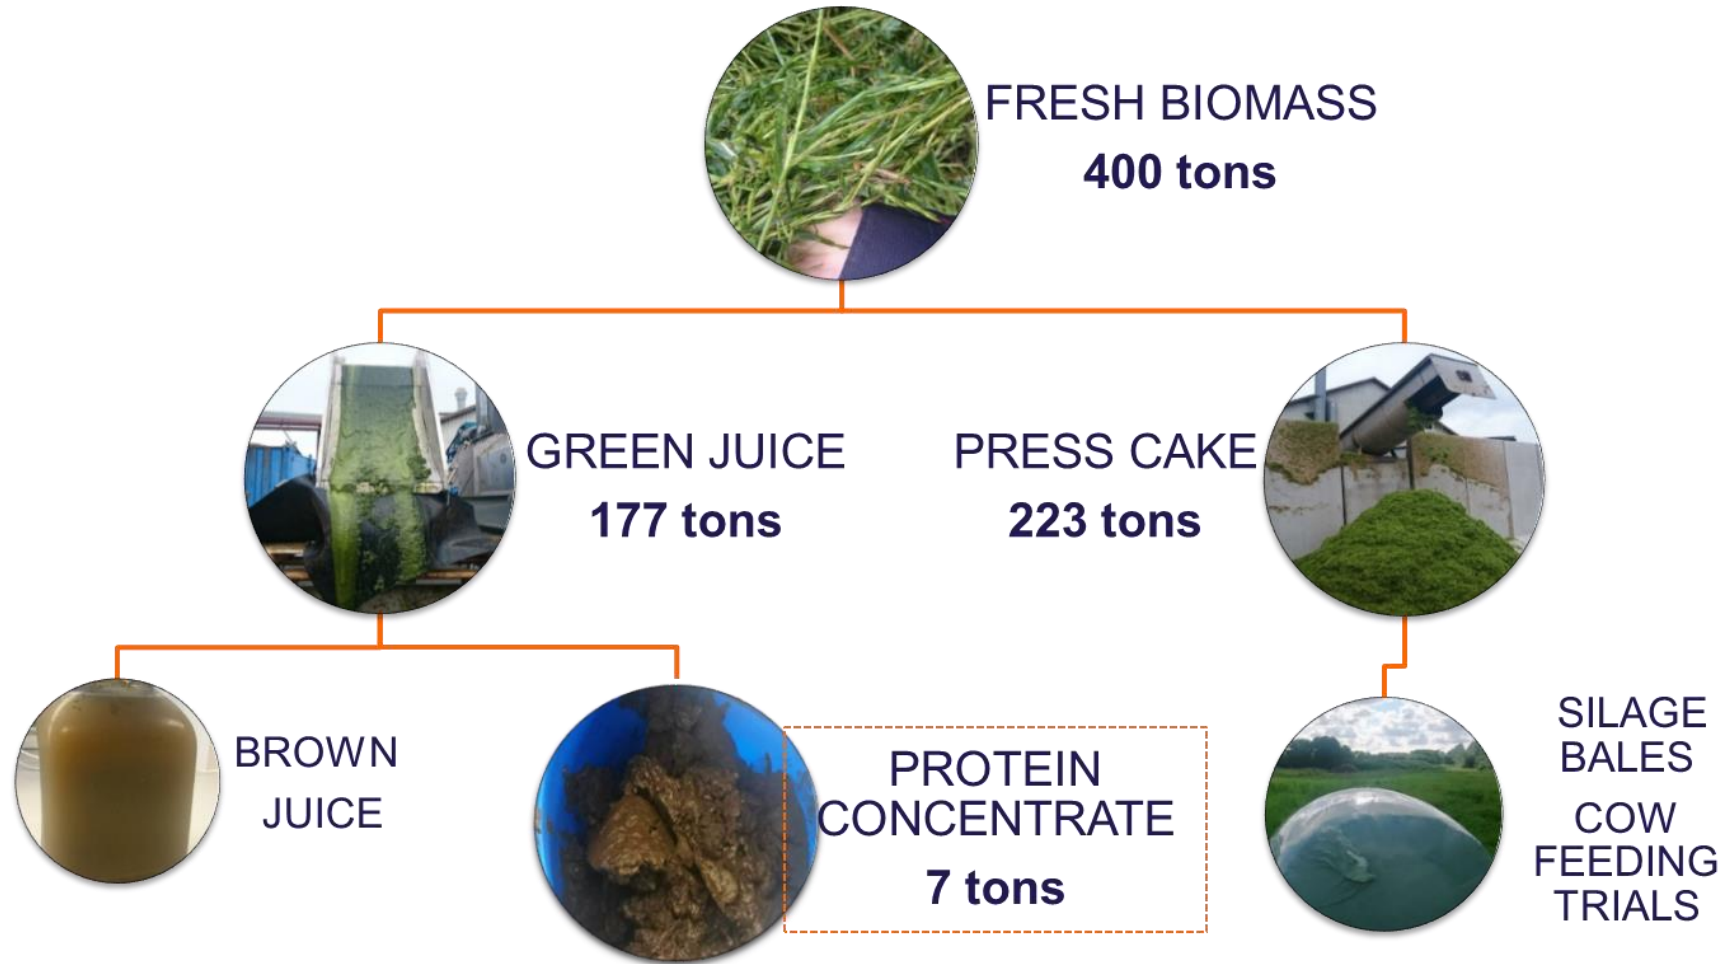 FRESH BIOMASS
400 tons
GREEN JUICE
177 tons
PRESS CAKE
223 tons
BROWN
JUICE
PROTEIN
CONCENTRATE
7 tons
SILAGE
BALES
COW
FEEDING
TRIALS